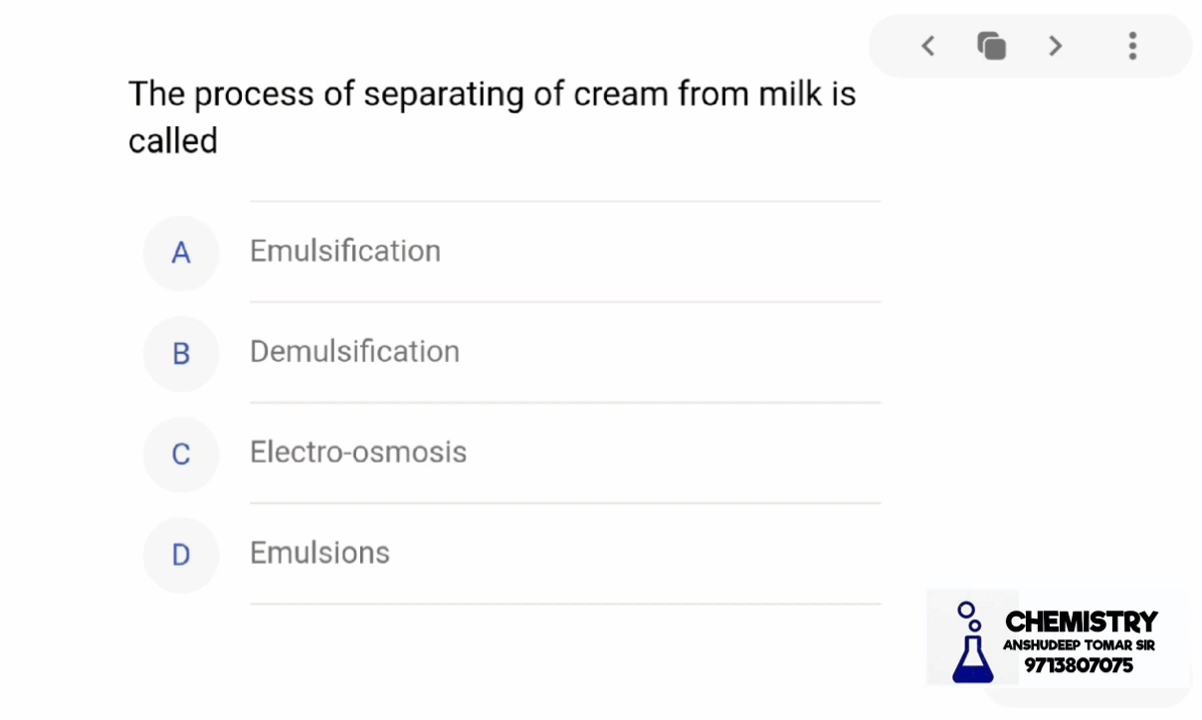 The process of separating of cream from milk is
called
A Emulsification
B Demulsification
C Electro-osmosis
D Emulsions
CHEMISTRY
ANSHUDEEP TOMAR SIR
9713807075